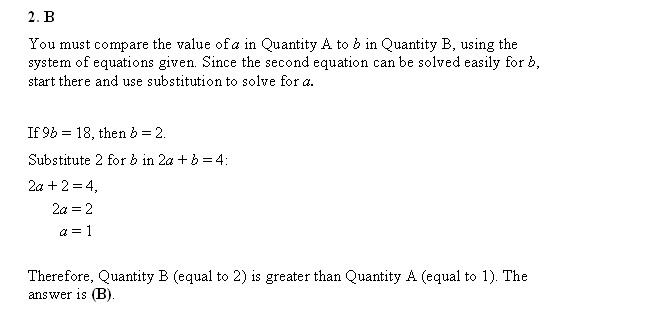 2. B
You must compare the value of a in Quantity A to b in Quantity B, using the
system of equations given. Since the second equation can be solved easily for b,
start there and use substitution to solve for a.
If 9b = 18, then b = 2.
Substitute 2 for b in 2a + b = 4:
2a + 2 = 4,
2a = 2
a = 1
Therefore, Quantity B (equal to 2) is greater than Quantity A (equal to 1). The
answer is (B).